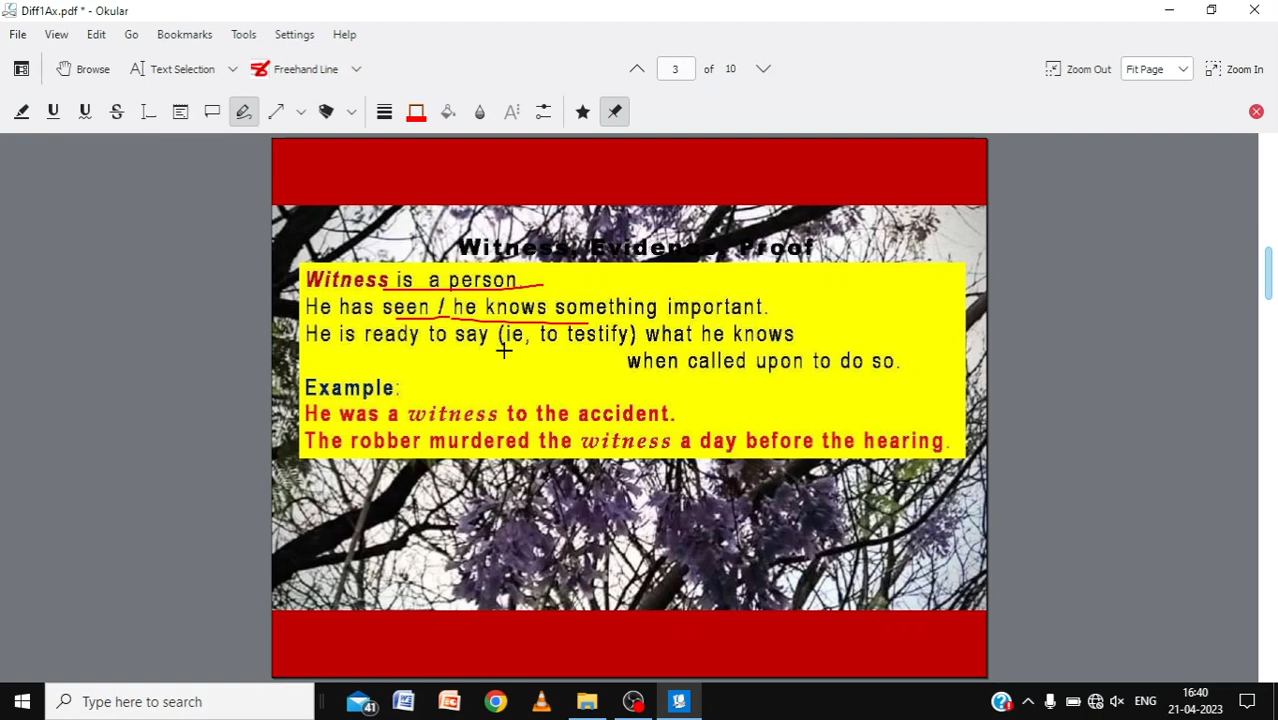 Diff1Ax.pdf * - Okular
File View Edit Go Bookmarks Tools Settings Help
Browse Text Selection Freehand Line 3 of 10 Zoom Out Fit Page Zoom In
Witness, Evidence, Proof
Witness is a person
He has seen / he knows something important.
He is ready to say (ie, to testify) what he knows
when called upon to do so.
Example:
He was a witness to the accident.
The robber murdered the witness a day before the hearing.
Type here to search
41
ENG
16:40
21-04-2023